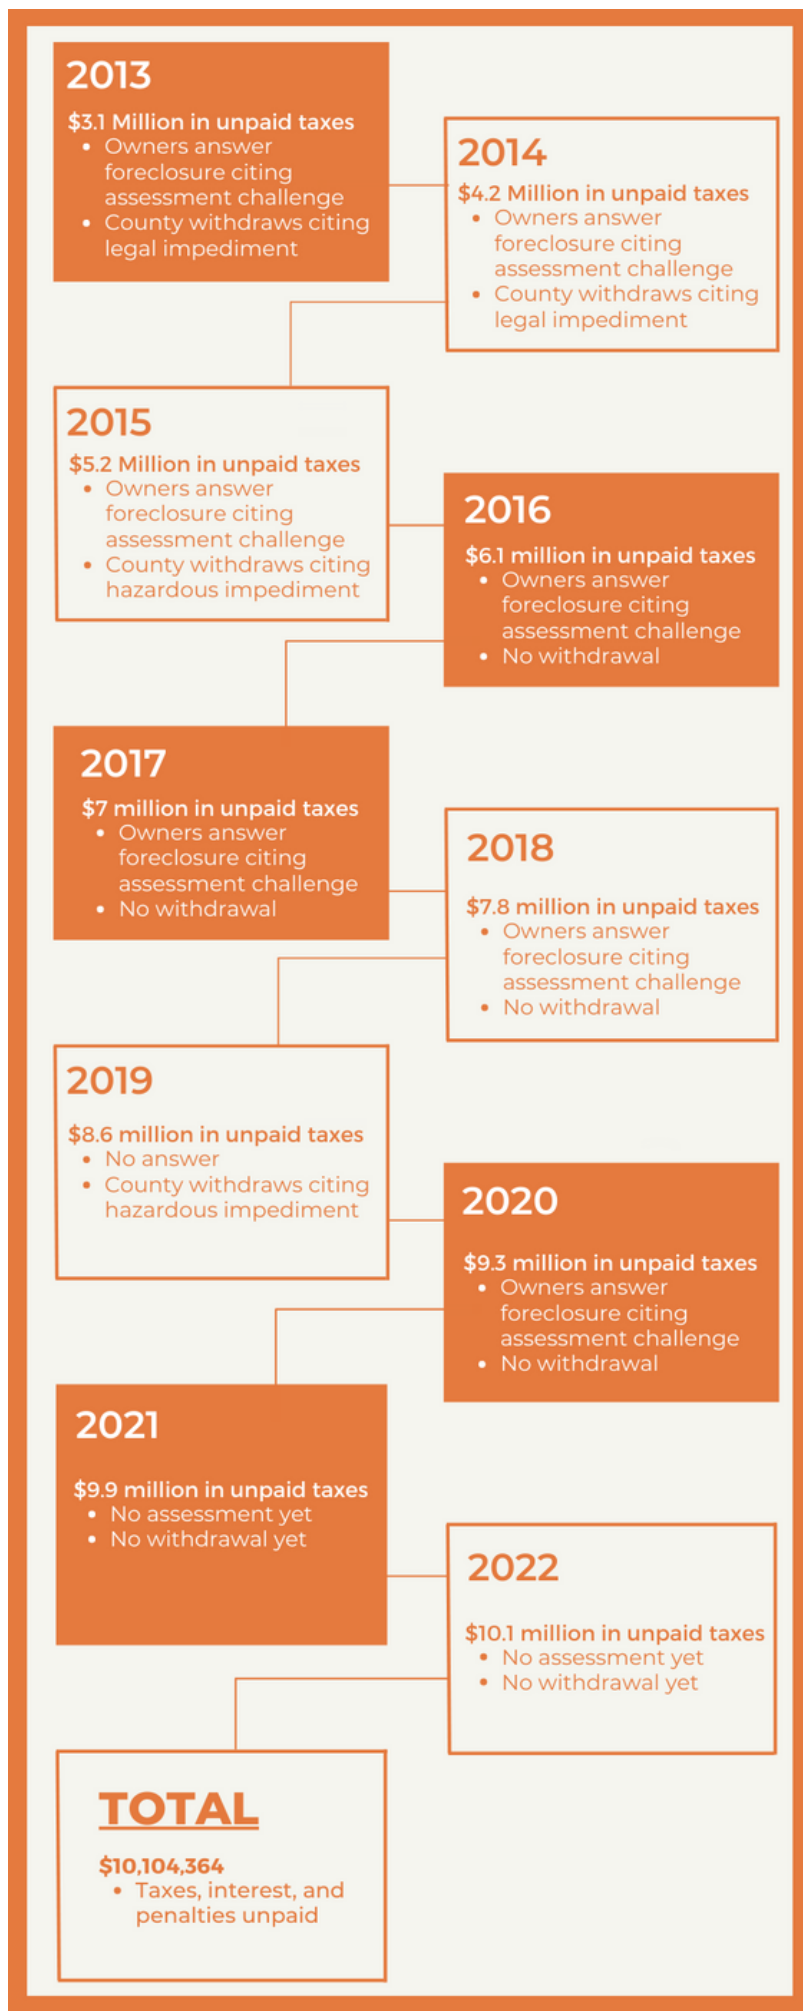 2013
$3.1 Million in unpaid taxes
• Owners answer
foreclosure citing
assessment challenge
• County withdraws citing
legal impediment
2014
$4.2 Million in unpaid taxes
• Owners answer
foreclosure citing
assessment challenge
• County withdraws citing
legal impediment
2015
$5.2 Million in unpaid taxes
• Owners answer
foreclosure citing
assessment challenge
• County withdraws citing
hazardous impediment
2016
$6.1 million in unpaid taxes
• Owners answer
foreclosure citing
assessment challenge
• No withdrawal
2017
$7 million in unpaid taxes
• Owners answer
foreclosure citing
assessment challenge
• No withdrawal
2018
$7.8 million in unpaid taxes
• Owners answer
foreclosure citing
assessment challenge
• No withdrawal
2019
$8.6 million in unpaid taxes
• No answer
• County withdraws citing
hazardous impediment
2020
$9.3 million in unpaid taxes
• Owners answer
foreclosure citing
assessment challenge
• No withdrawal
2021
$9.9 million in unpaid taxes
• No assessment yet
• No withdrawal yet
2022
$10.1 million in unpaid taxes
• No assessment yet
• No withdrawal yet
TOTAL
$10,104,364
• Taxes, interest, and
penalties unpaid